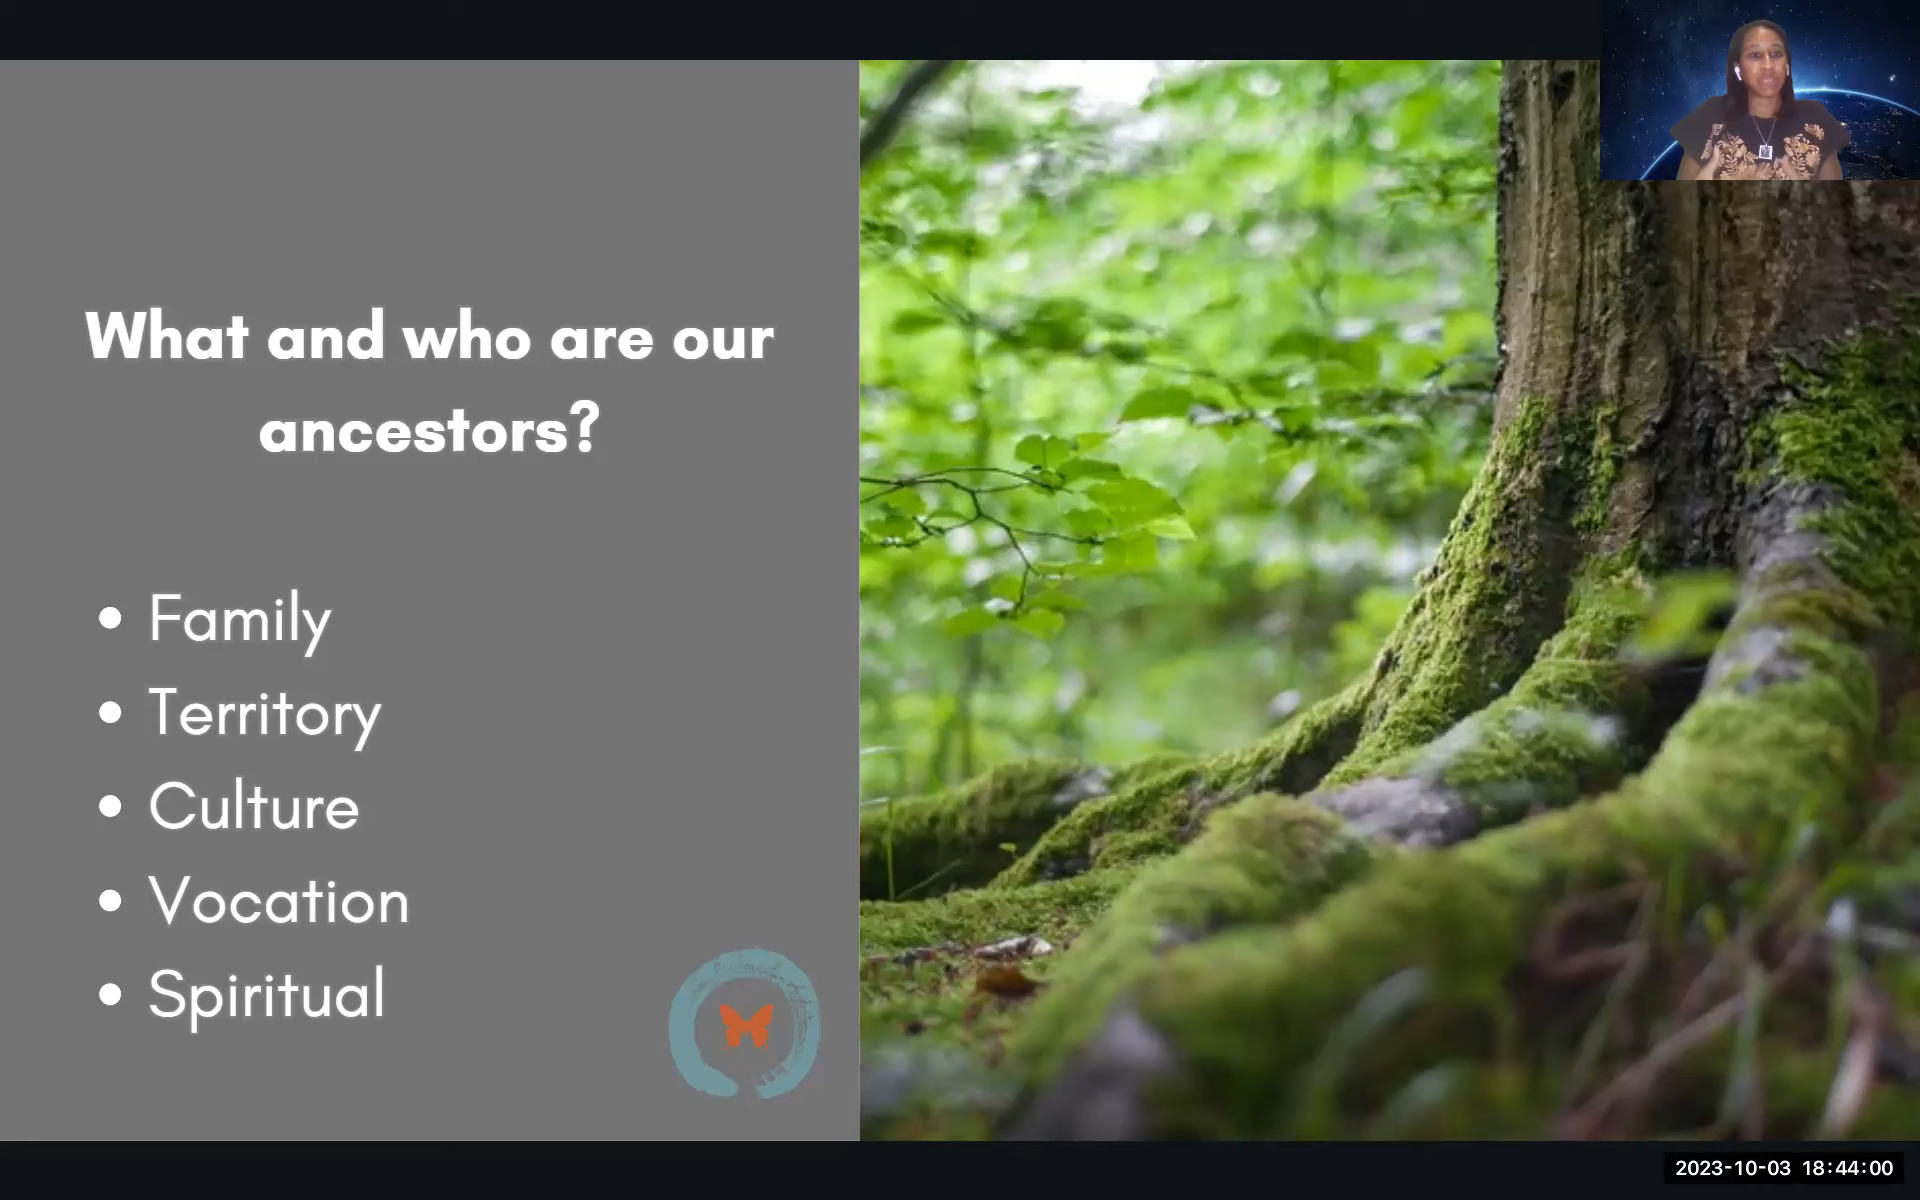 What and who are our
ancestors?
Family
Territory
Culture
Vocation
Spiritual
2023-10-03 18:44:00